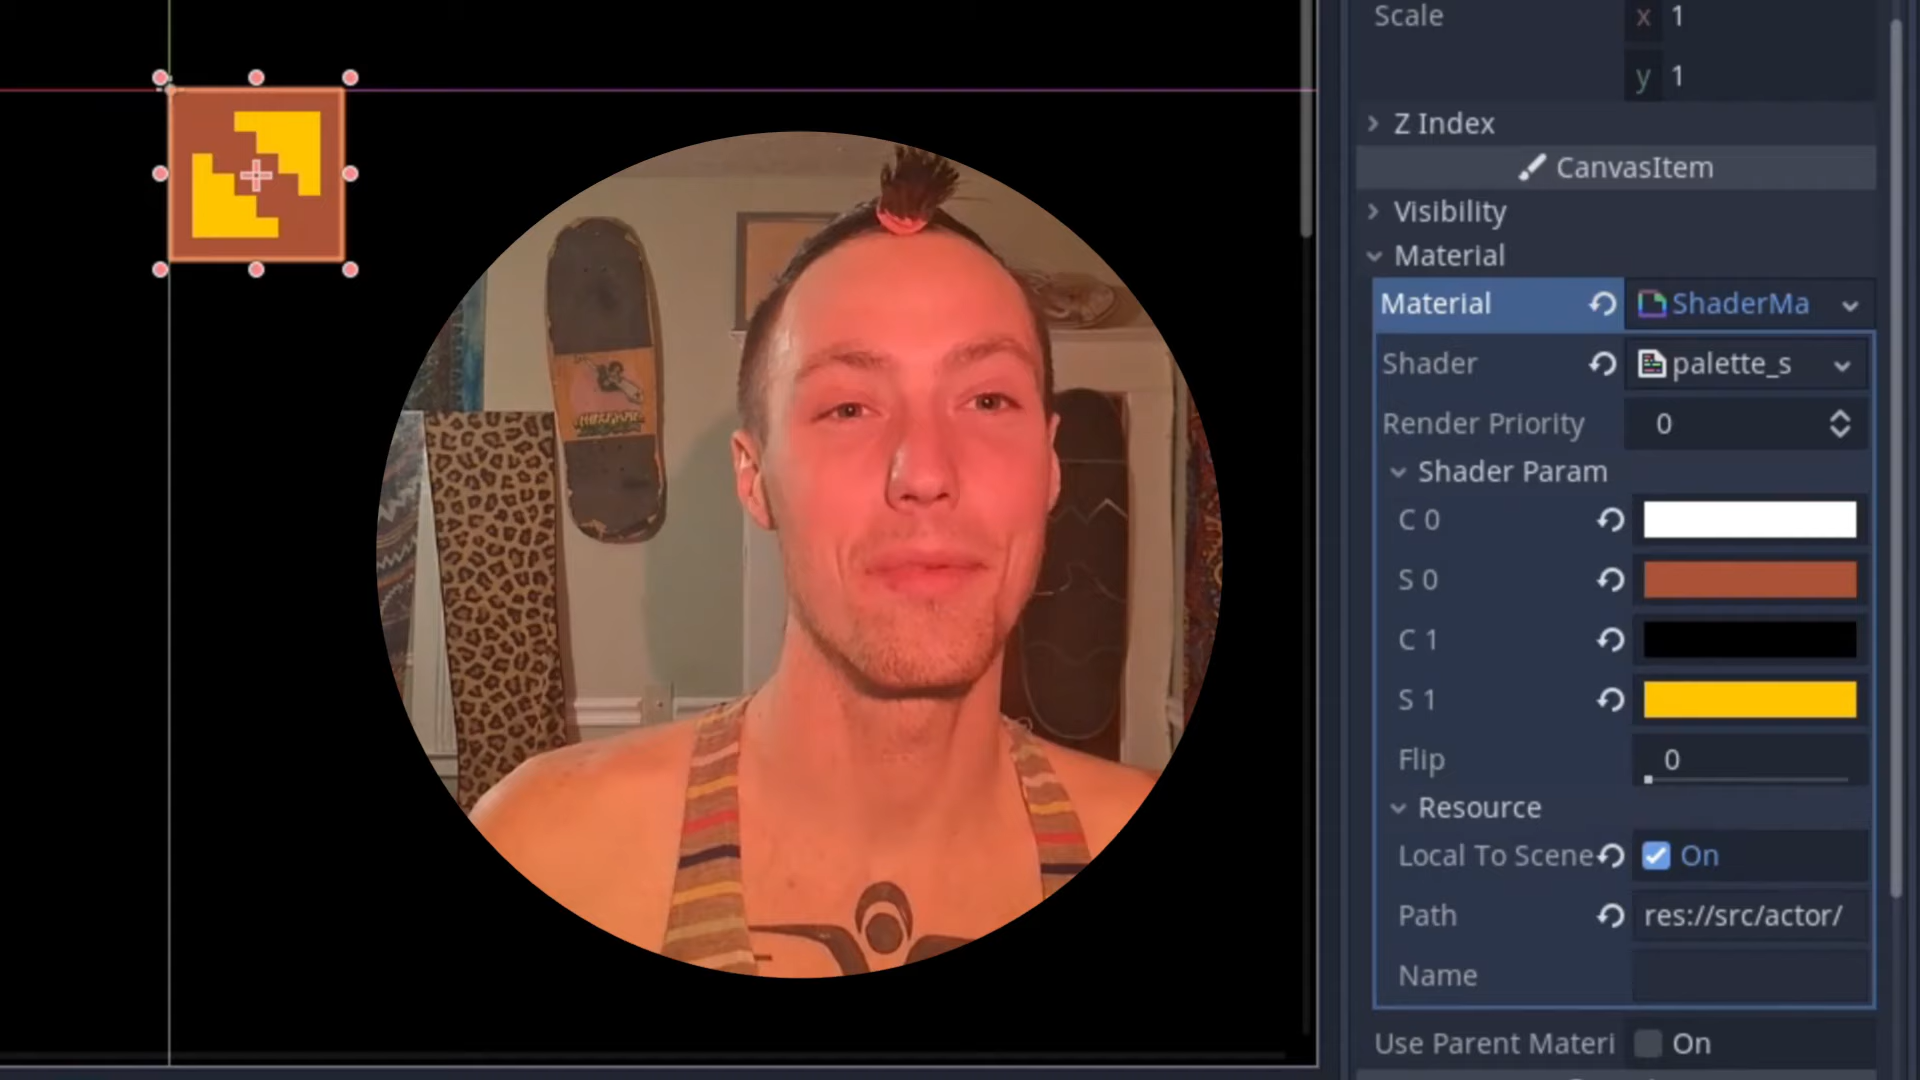 Scale x 1
y 1
Z Index
CanvasItem
Visibility
Material
Material ShaderMa
Shader palette_s
Render Priority 0
Shader Param
C 0
S 0
C 1
S 1
Flip 0
Resource
Local To Scene On
Path res://src/actor/
Name
Use Parent Materi On